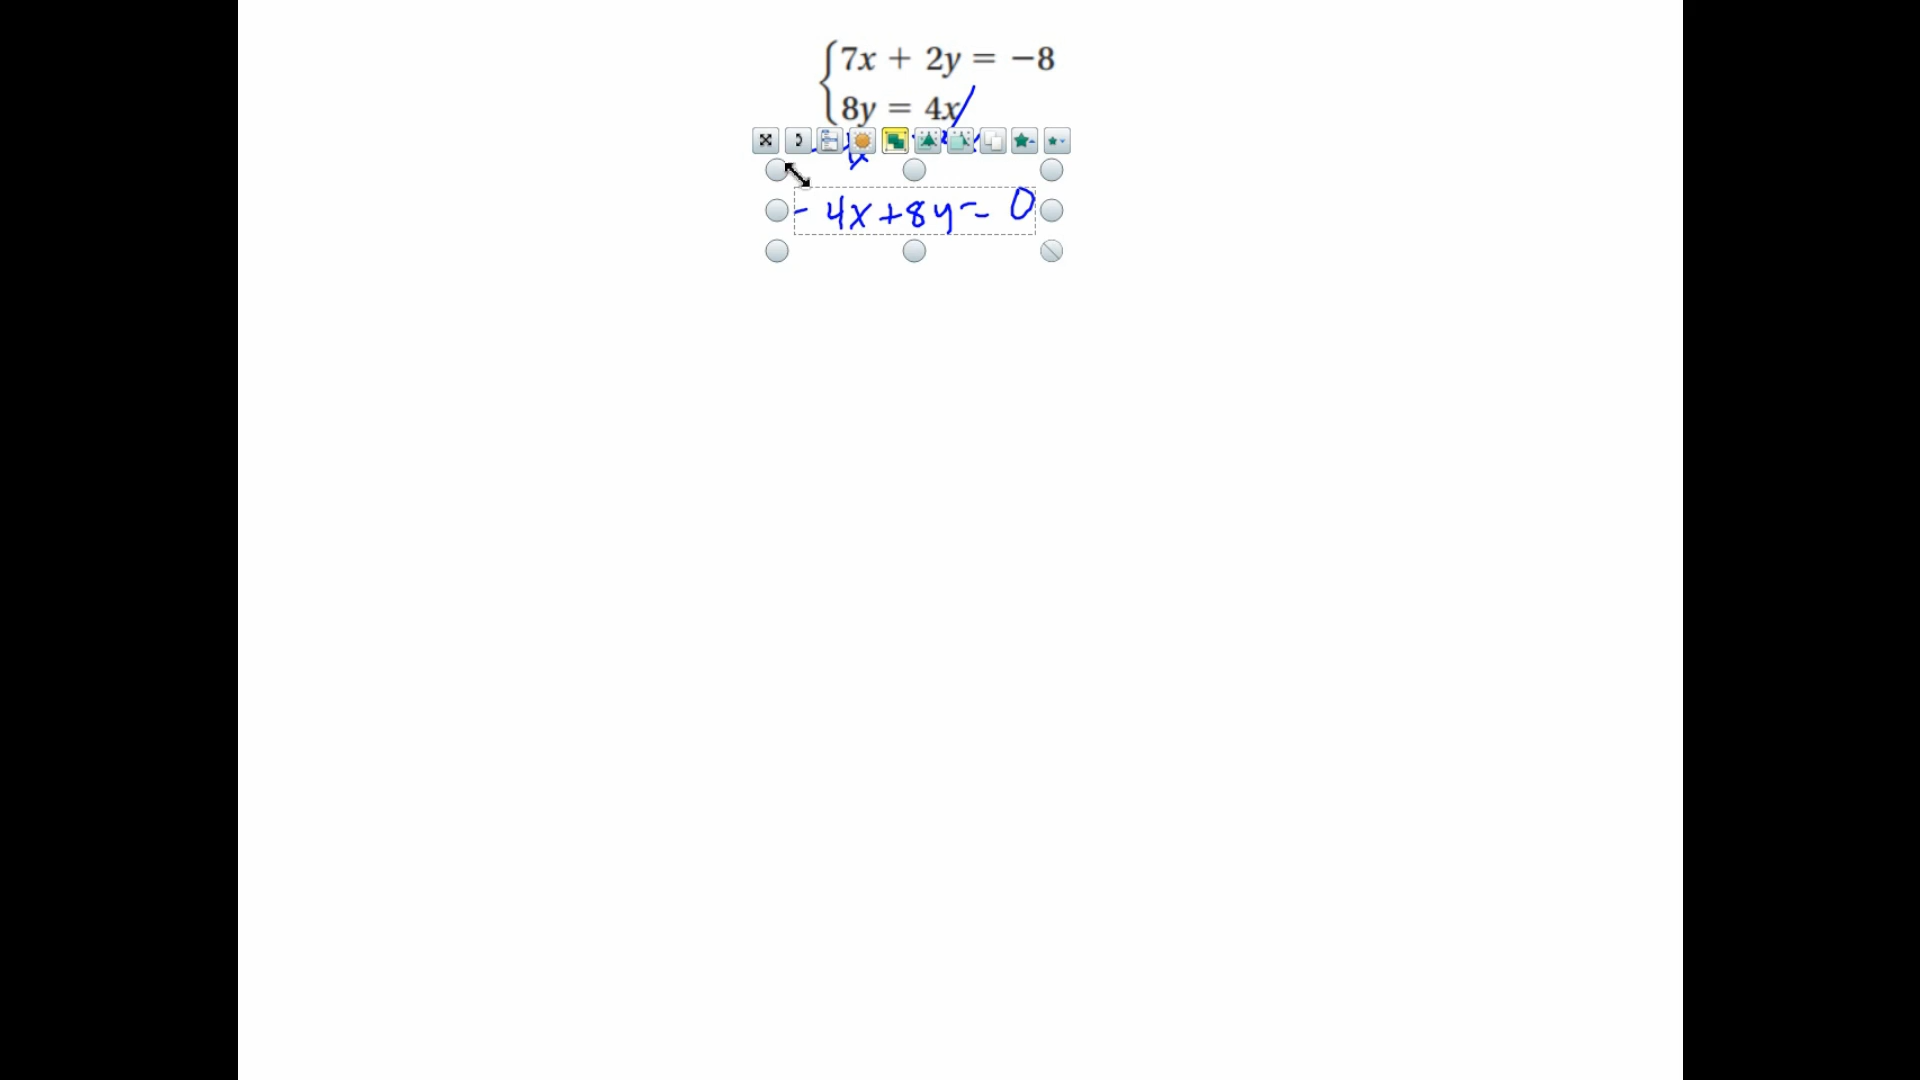 7x + 2y = −8
8y = 4x
- 4x+8y= 0